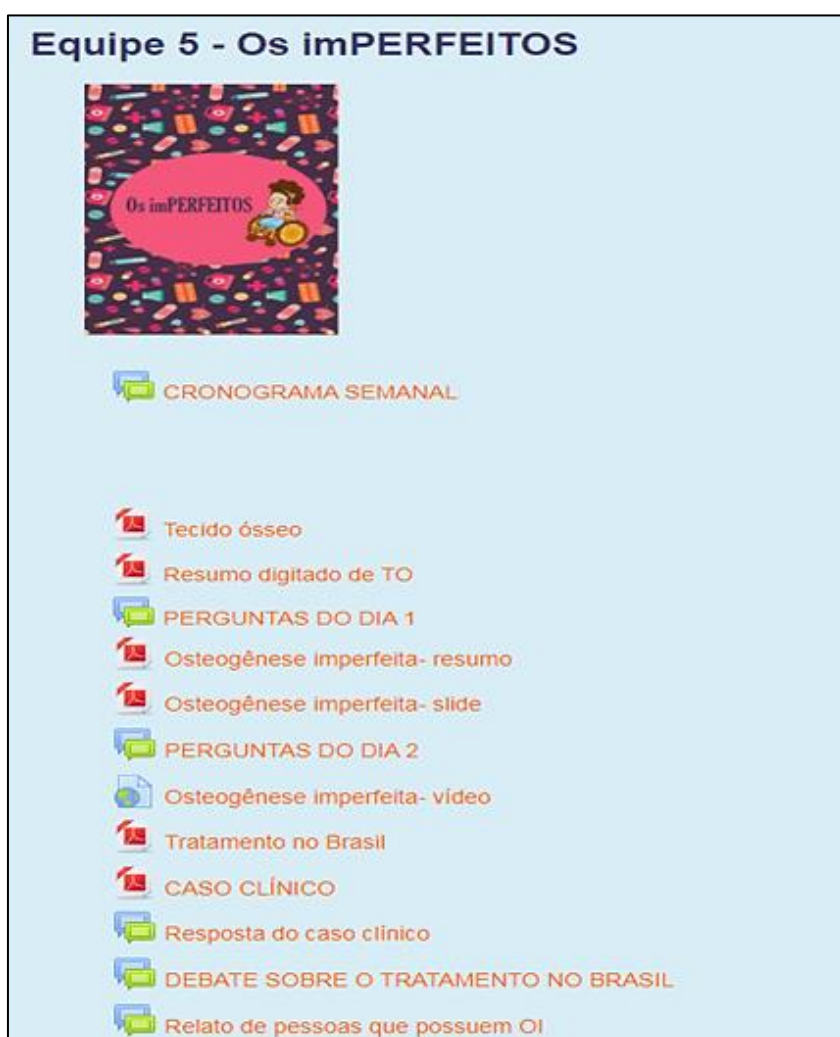 Equipe 5 - Os imPERFEITOS
Os imPERFEITOS
CRONOGRAMA SEMANAL
Tecido ósseo
Resumo digitado de TO
PERGUNTAS DO DIA 1
Osteogênese imperfeita- resumo
Osteogênese imperfeita- slide
PERGUNTAS DO DIA 2
Osteogênese imperfeita- vídeo
Tratamento no Brasil
CASO CLÍNICO
Resposta do caso clínico
DEBATE SOBRE O TRATAMENTO NO BRASIL
Relato de pessoas que possuem OI